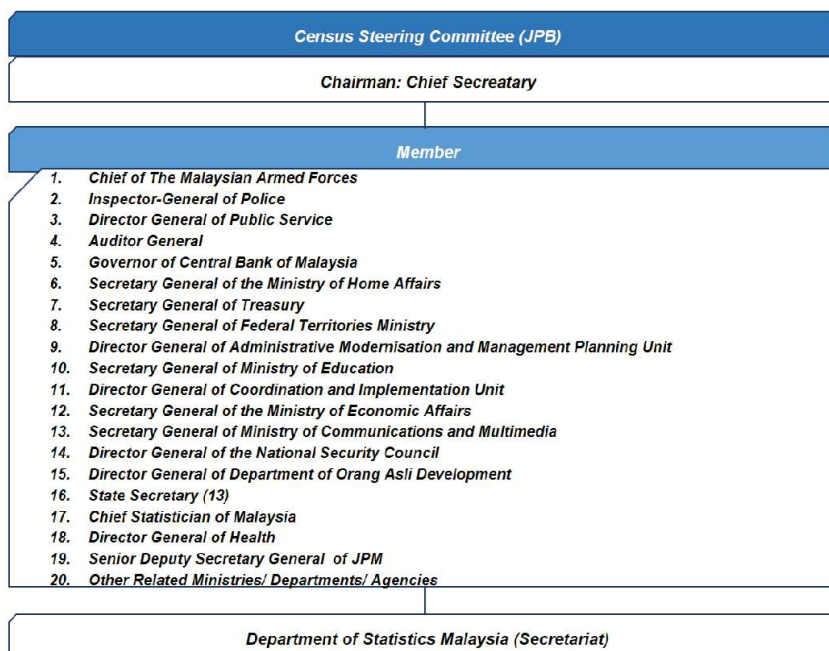 Census Steering Committee (JPB)
Chairman: Chief Secreatary
Member
1. Chief of The Malaysian Armed Forces
2. Inspector-General of Police
3. Director General of Public Service
4. Auditor General
5. Governor of Central Bank of Malaysia
6. Secretary General of the Ministry of Home Affairs
7. Secretary General of Treasury
8. Secretary General of Federal Territories Ministry
9. Director General of Administrative Modernisation and Management Planning Unit
10. Secretary General of Ministry of Education
11. Director General of Coordination and Implementation Unit
12. Secretary General of the Ministry of Economic Affairs
13. Secretary General of Ministry of Communications and Multimedia
14. Director General of the National Security Council
15. Director General of Department of Orang Asli Development
16. State Secretary (13)
17. Chief Statistician of Malaysia
18. Director General of Health
19. Senior Deputy Secretary General of JPM
20. Other Related Ministries/ Departments/ Agencies
Department of Statistics Malaysia (Secretariat)